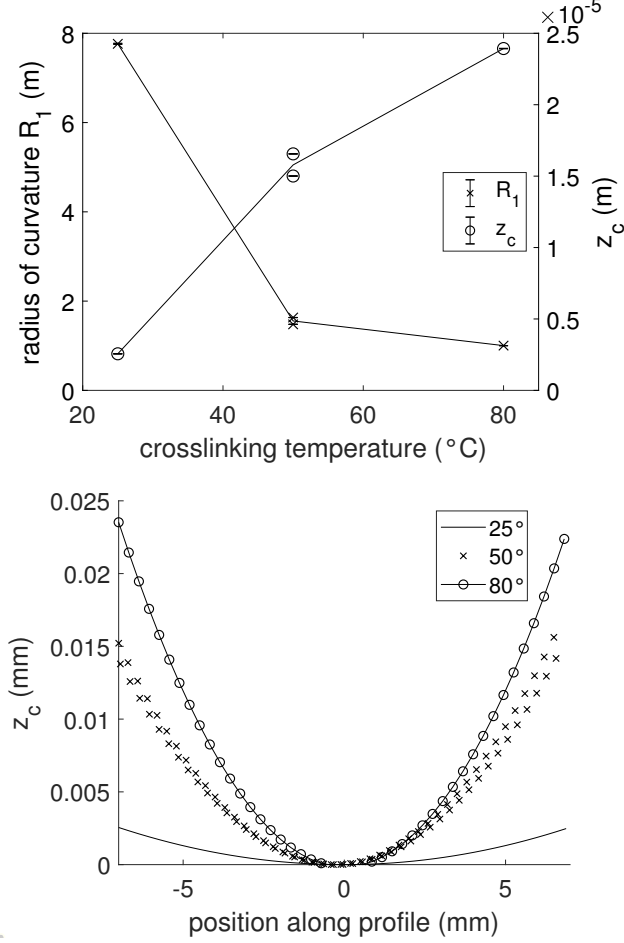 ×10⁻⁵
8
6
4
2
0
radius of curvature R₁ (m)
2.5
2
1.5
1
0.5
0
z_c (m)
R₁
z_c
20 40 60 80
crosslinking temperature (°C)
0.025
0.02
0.015
0.01
0.005
0
z_c (mm)
25°
50°
80°
-5 0 5
position along profile (mm)